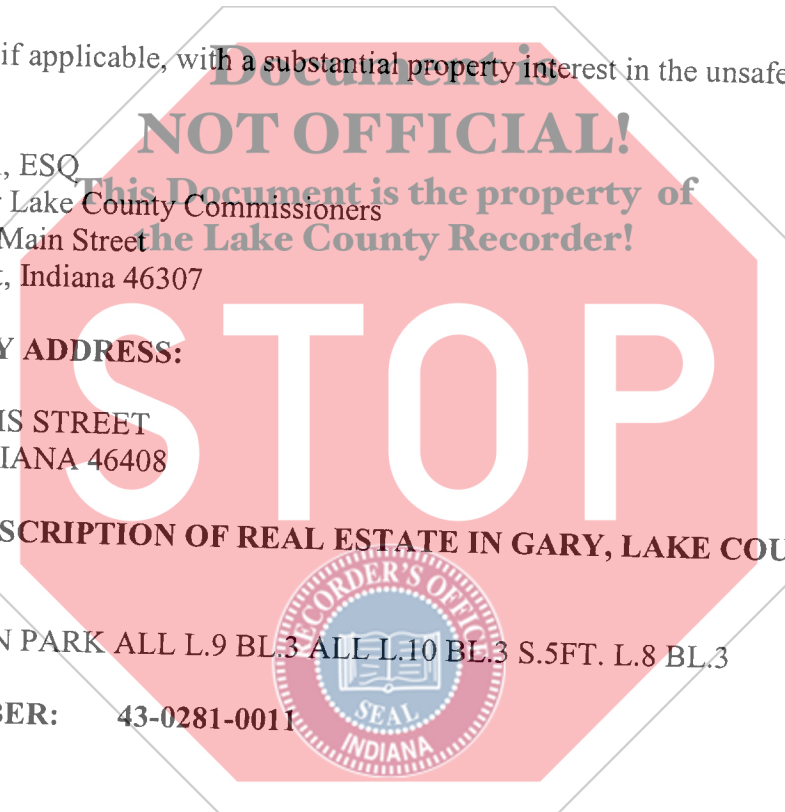 if applicable, with a substantial property interest in the unsafe
Document is
NOT OFFICIAL!
, ESQ
This Document is the property of
Lake County Commissioners
Main Street
the Lake County Recorder!
, Indiana 46307
STOP
Y ADDRESS:
IS STREET
IANA 46408
SCRIPTION OF REAL ESTATE IN GARY, LAKE COU
RECORDER'S OFFICE
N PARK ALL L.9 BL.3 ALL L.10 BL.3 S.5FT. L.8 BL.3
BER: 43-0281-0011
SEAL
INDIANA